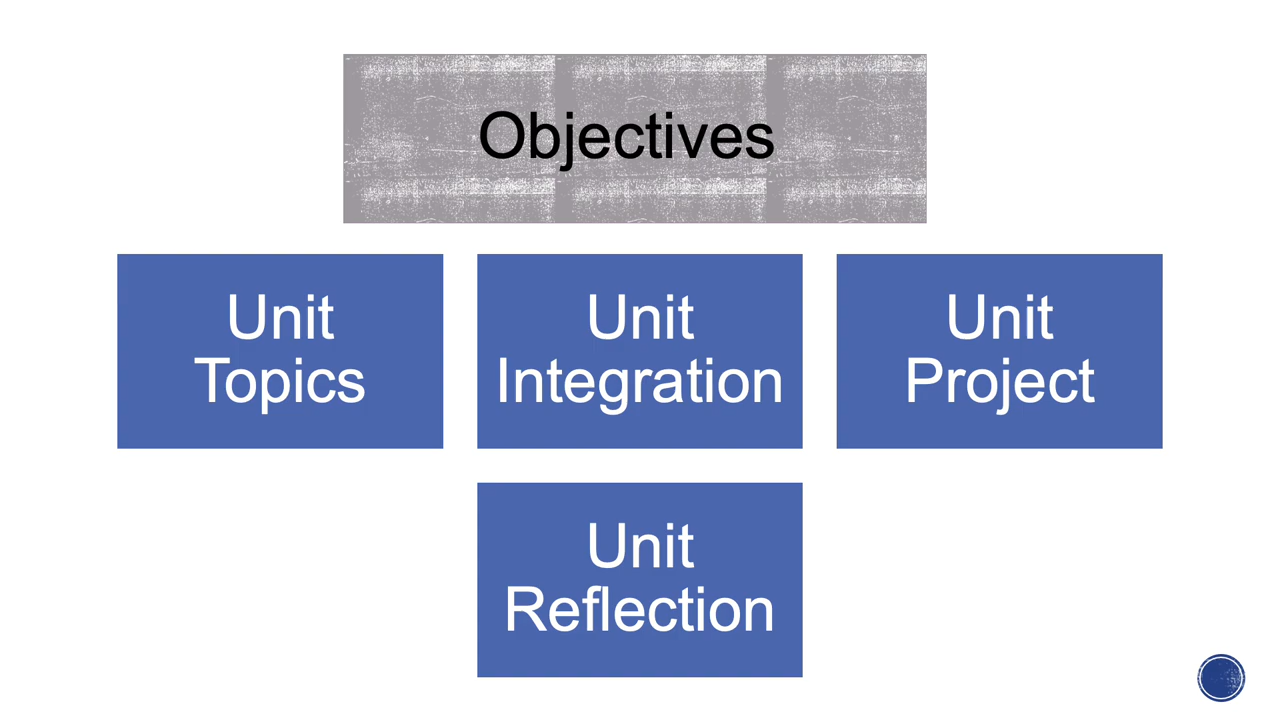 Objectives
Unit
Topics
Unit
Integration
Unit
Project
Unit
Reflection